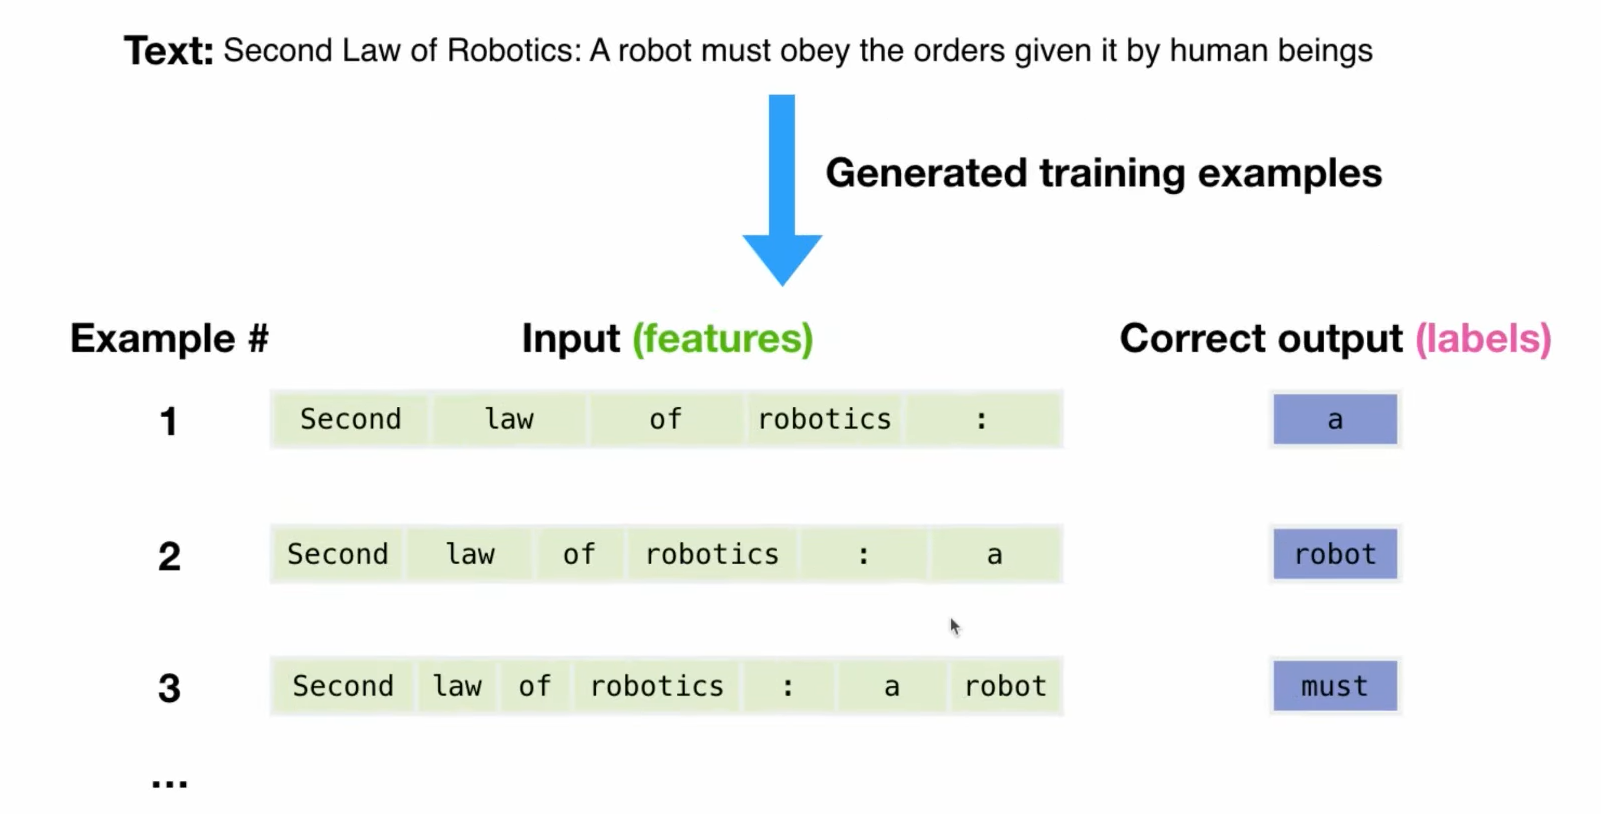 Text: Second Law of Robotics: A robot must obey the orders given it by human beings
Generated training examples
Example # Input (features) Correct output (labels)
1 Second law of robotics : a
2 Second law of robotics : a robot
3 Second law of robotics : a robot must
...